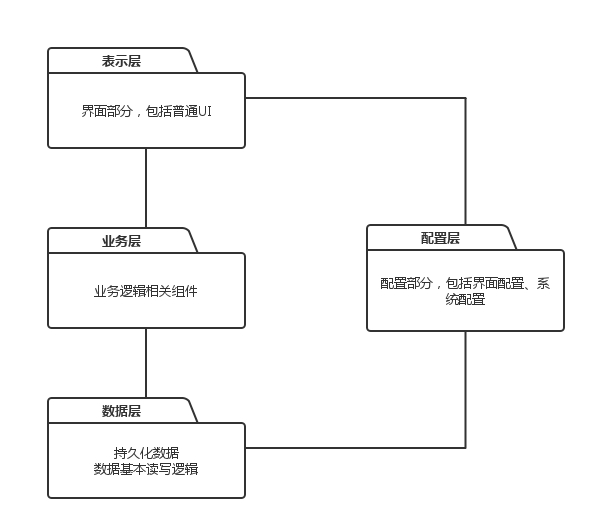 表示层
界面部分，包括普通UI
业务层
业务逻辑相关组件
配置层
配置部分，包括界面配置、系
统配置
数据层
持久化数据
数据基本读写逻辑